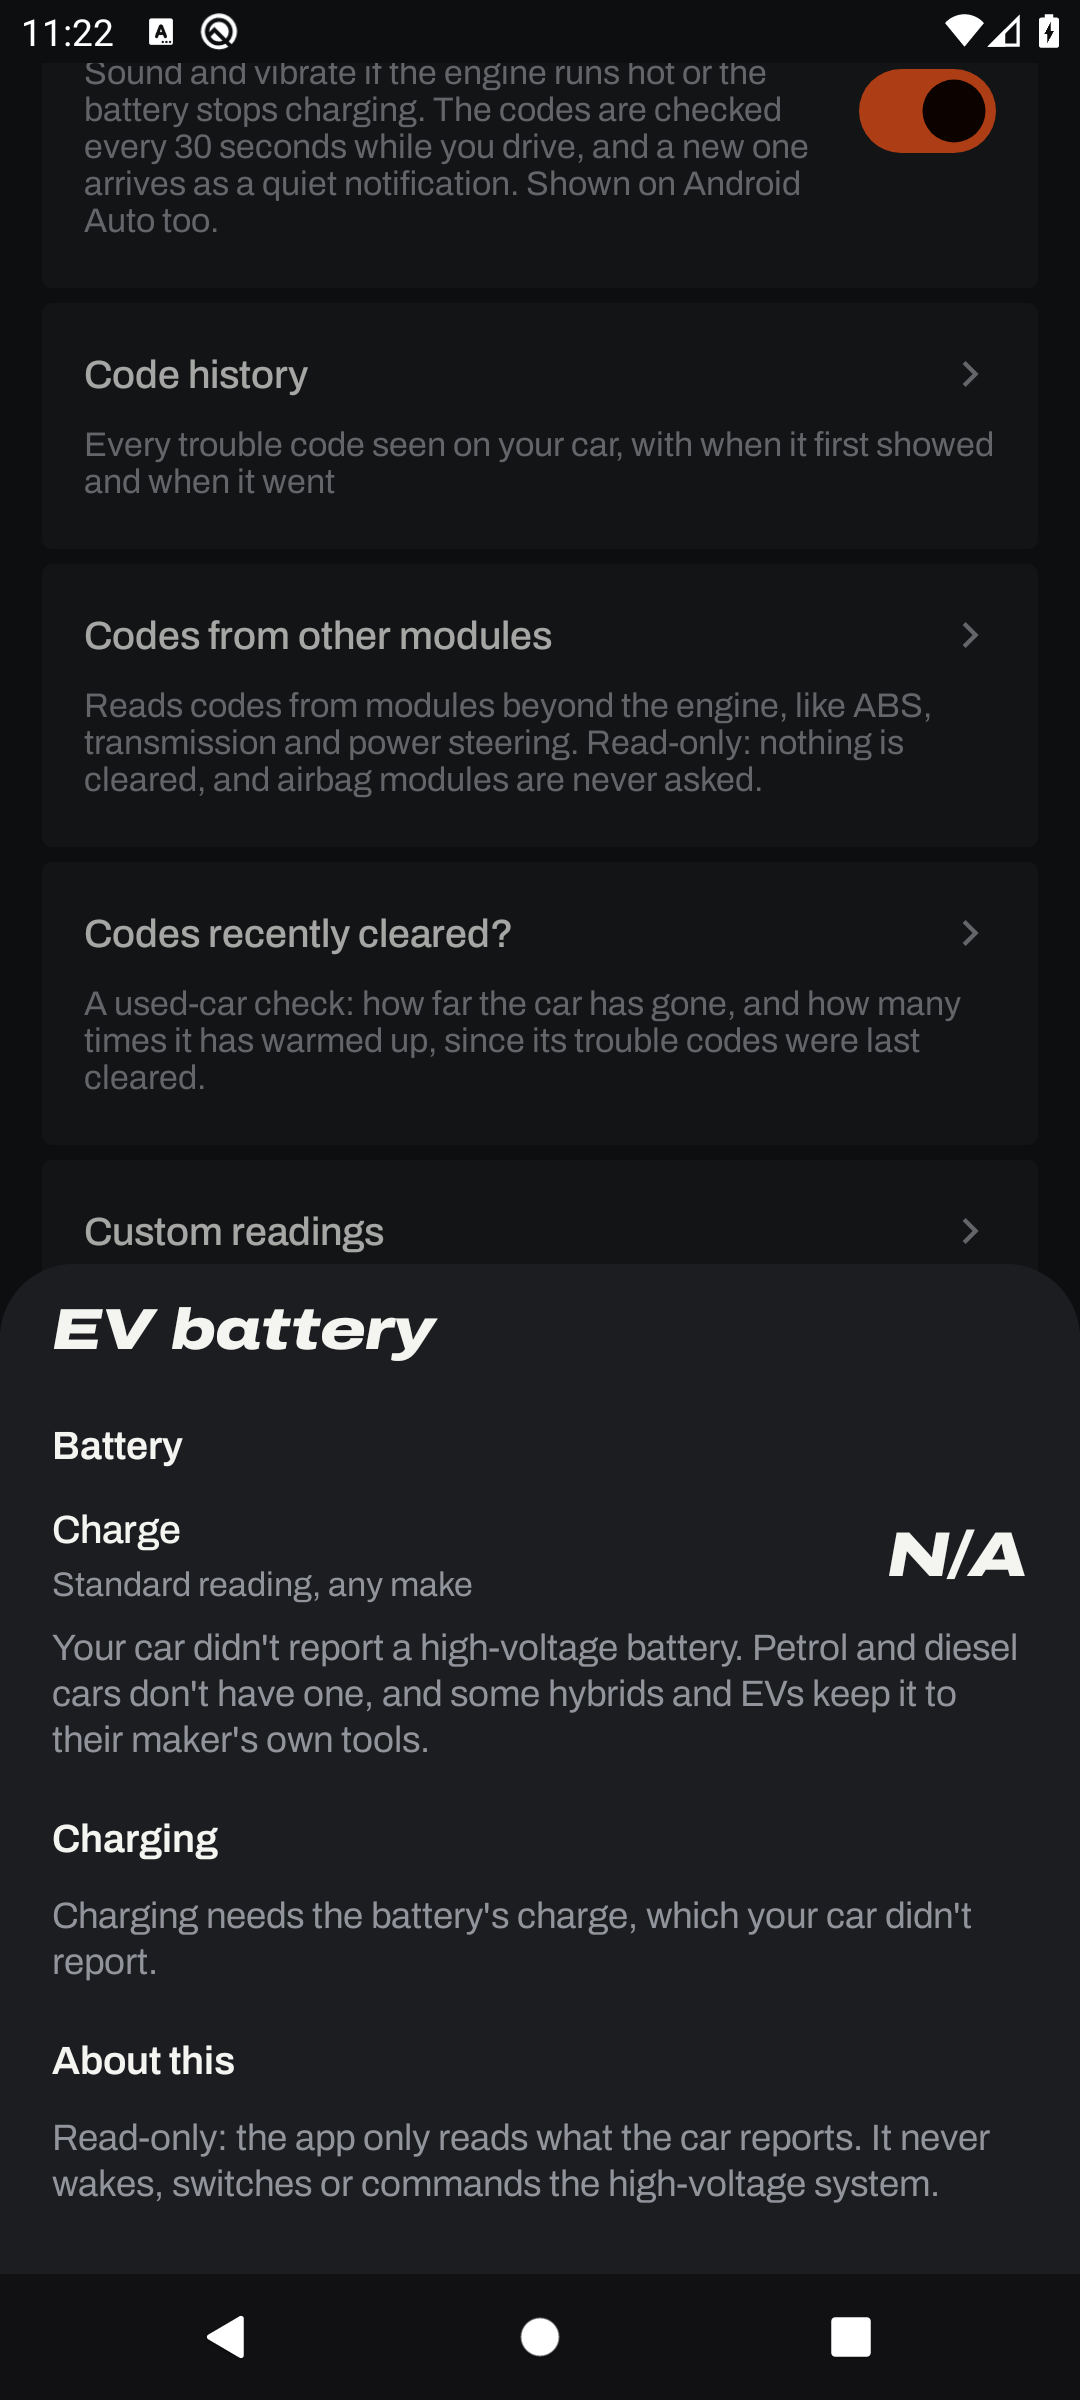 11:22
Sound and vibrate if the engine runs hot or the
battery stops charging. The codes are checked
every 30 seconds while you drive, and a new one
arrives as a quiet notification. Shown on Android
Auto too.
Code history
Every trouble code seen on your car, with when it first showed
and when it went
Codes from other modules
Reads codes from modules beyond the engine, like ABS,
transmission and power steering. Read-only: nothing is
cleared, and airbag modules are never asked.
Codes recently cleared?
A used-car check: how far the car has gone, and how many
times it has warmed up, since its trouble codes were last
cleared.
Custom readings
EV battery
Battery
Charge
N/A
Standard reading, any make
Your car didn't report a high-voltage battery. Petrol and diesel
cars don't have one, and some hybrids and EVs keep it to
their maker's own tools.
Charging
Charging needs the battery's charge, which your car didn't
report.
About this
Read-only: the app only reads what the car reports. It never
wakes, switches or commands the high-voltage system.